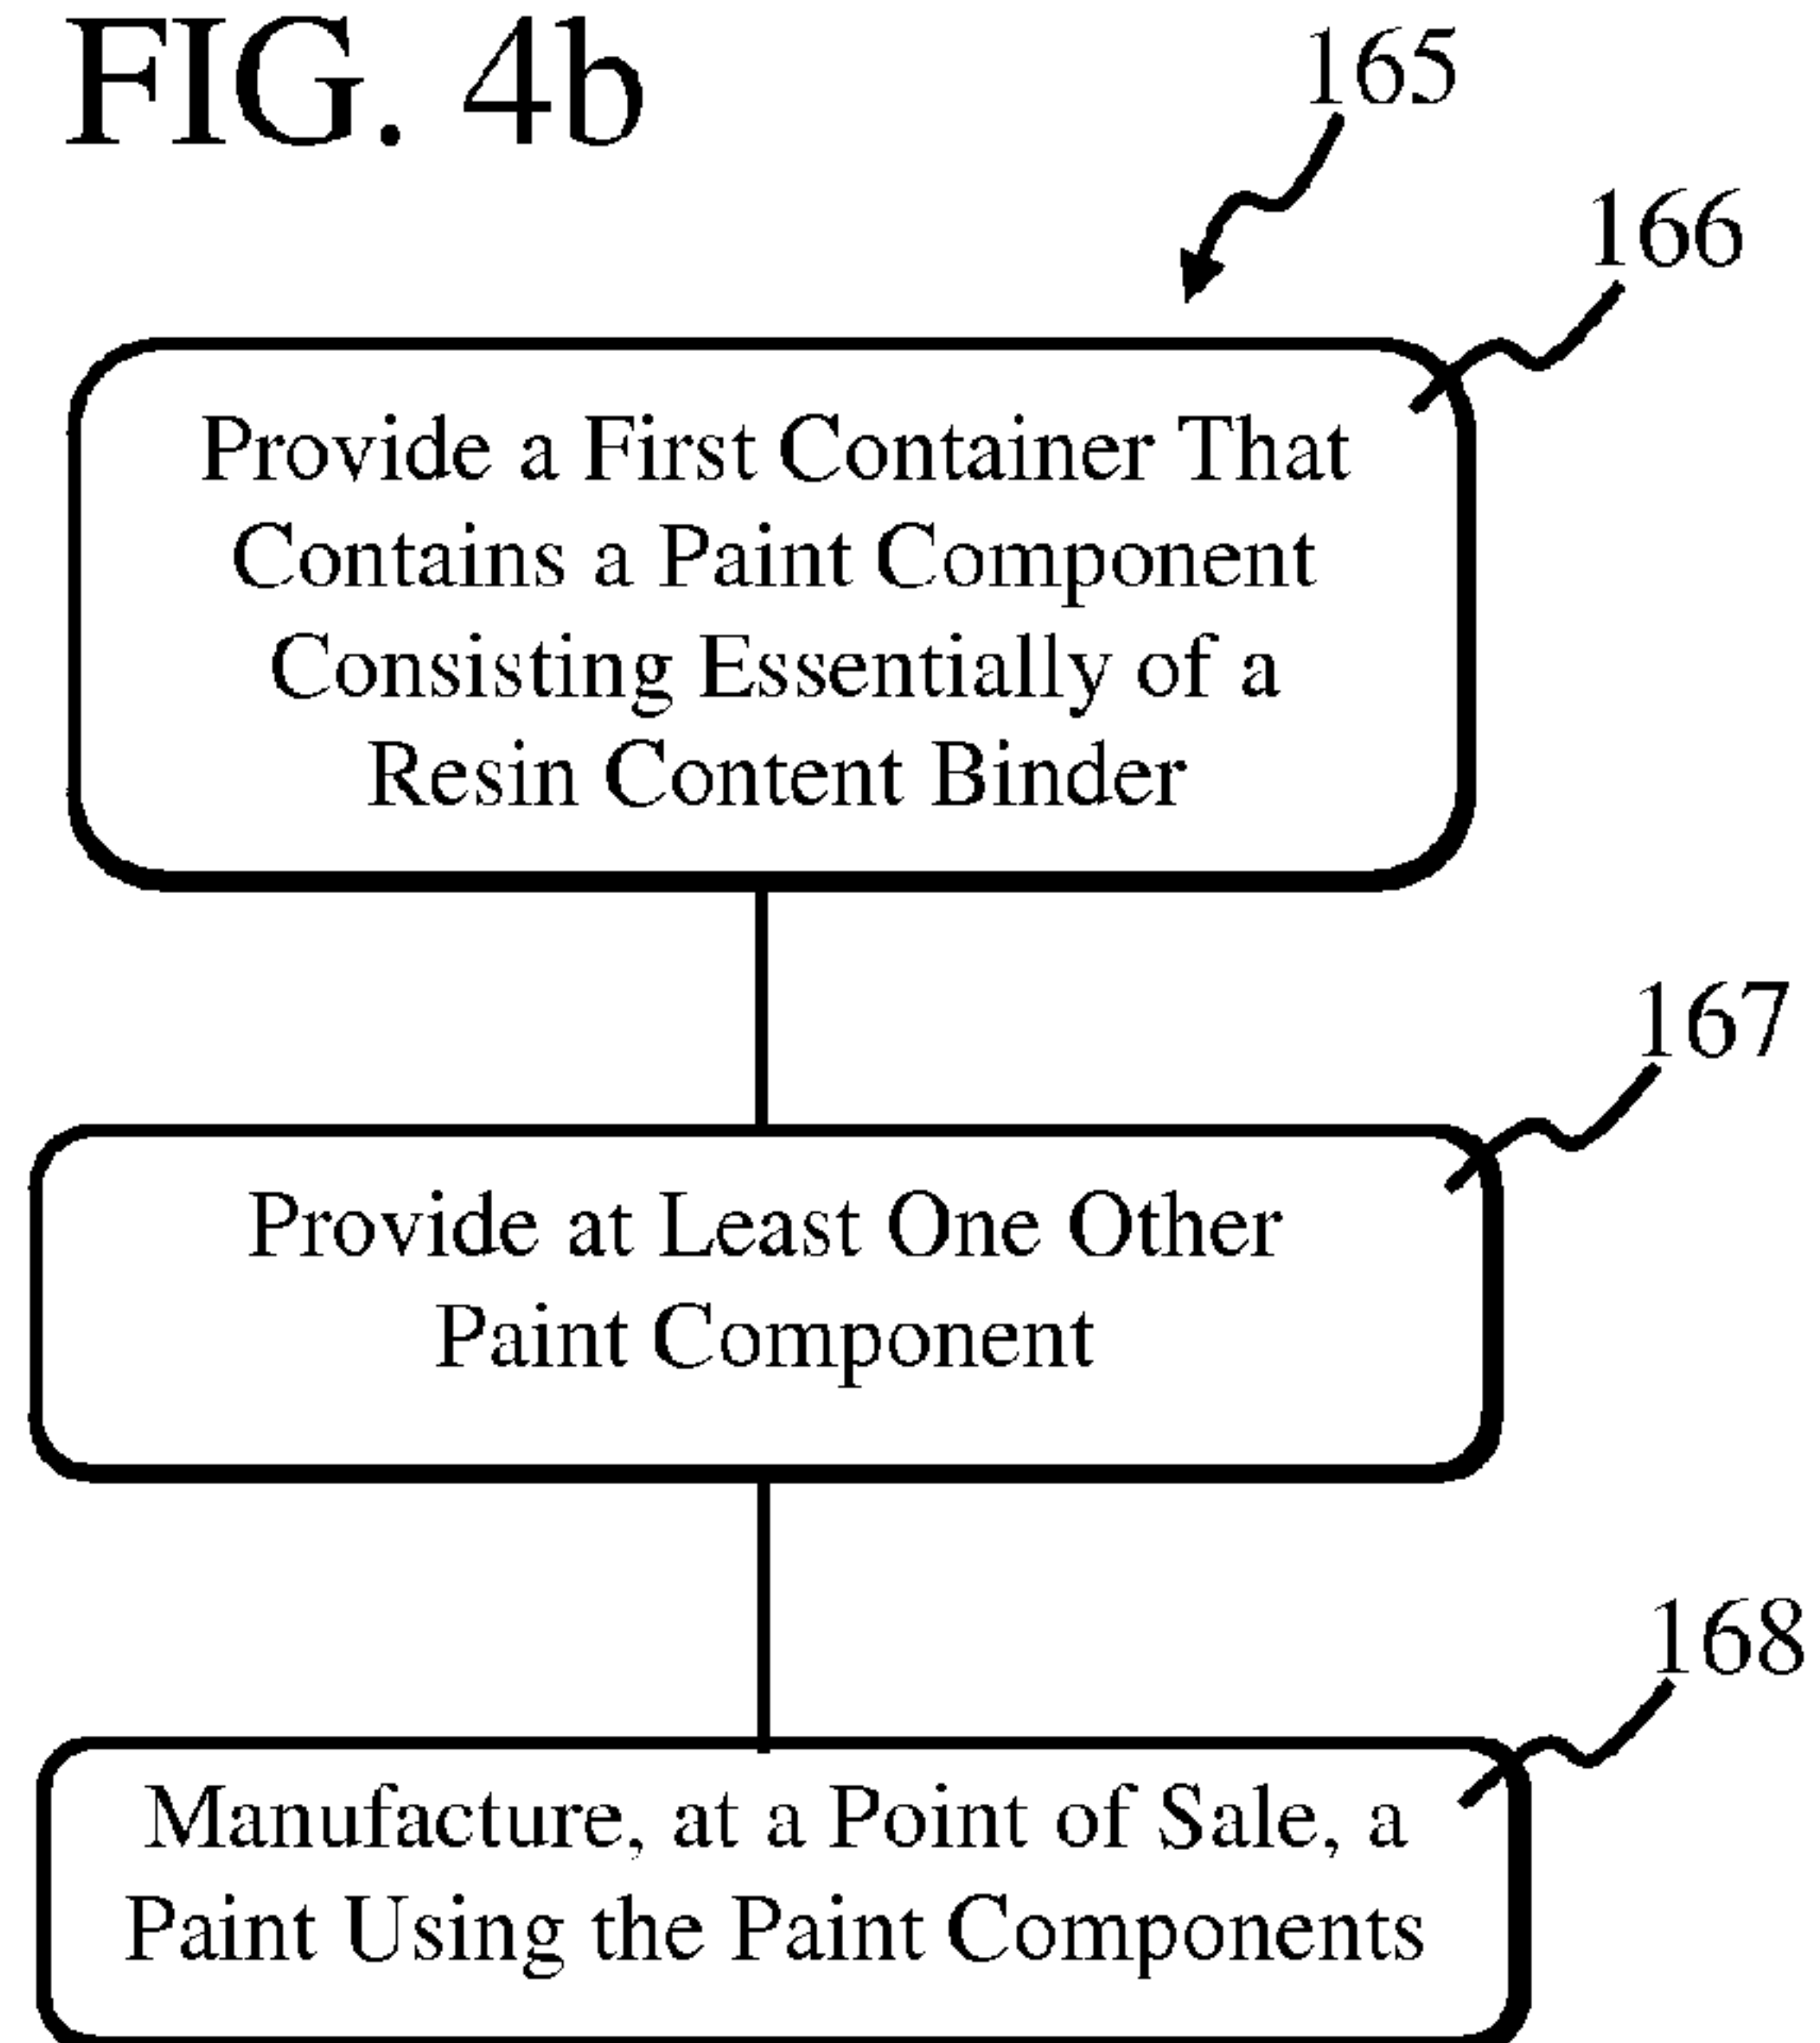 FIG. 4b
165
166
Provide a First Container That
Contains a Paint Component
Consisting Essentially of a
Resin Content Binder
167
Provide at Least One Other
Paint Component
168
Manufacture, at a Point of Sale, a
Paint Using the Paint Components